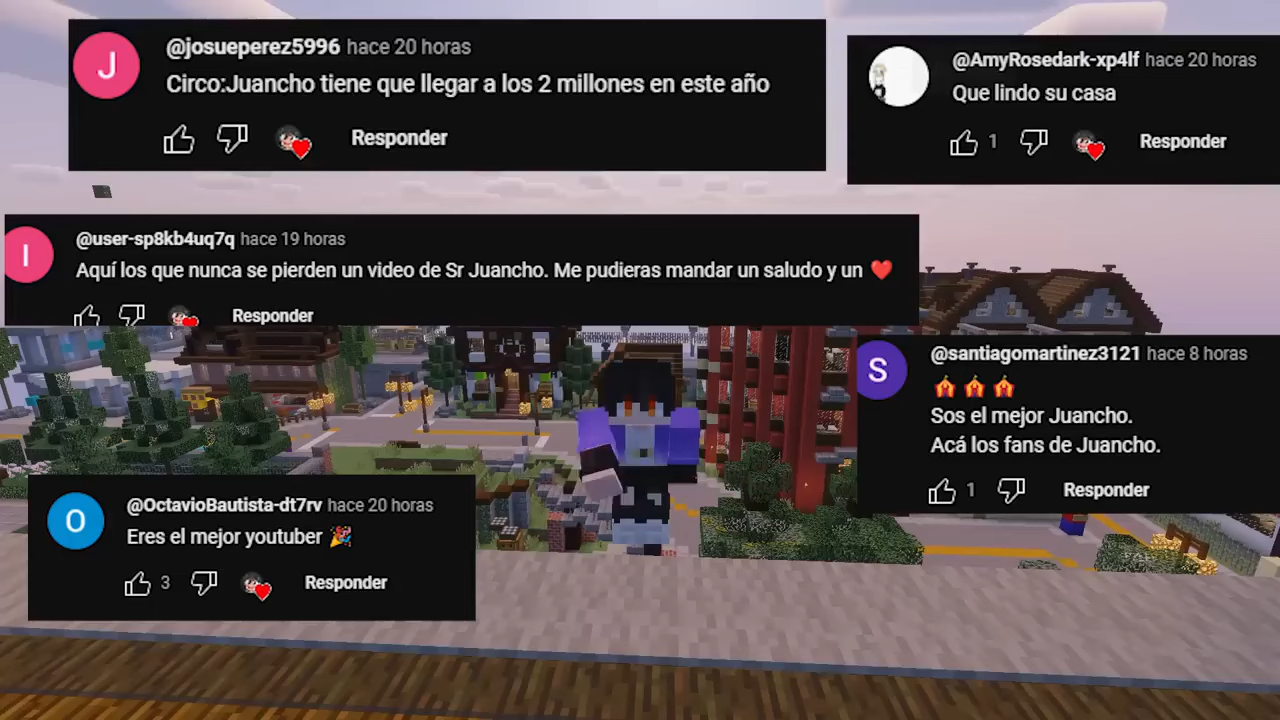 J
@josueperez5996 hace 20 horas
Circo:Juancho tiene que llegar a los 2 millones en este año
Responder
@AmyRosedark-xp4lf hace 20 horas
Que lindo su casa
1
Responder
I
@user-sp8kb4uq7q hace 19 horas
Aquí los que nunca se pierden un video de Sr Juancho. Me pudieras mandar un saludo y un ❤️
Responder
S
@santiagomartinez3121 hace 8 horas
🎪🎪🎪
Sos el mejor Juancho.
Acá los fans de Juancho.
1
Responder
O
@OctavioBautista-dt7rv hace 20 horas
Eres el mejor youtuber 🎉
3
Responder